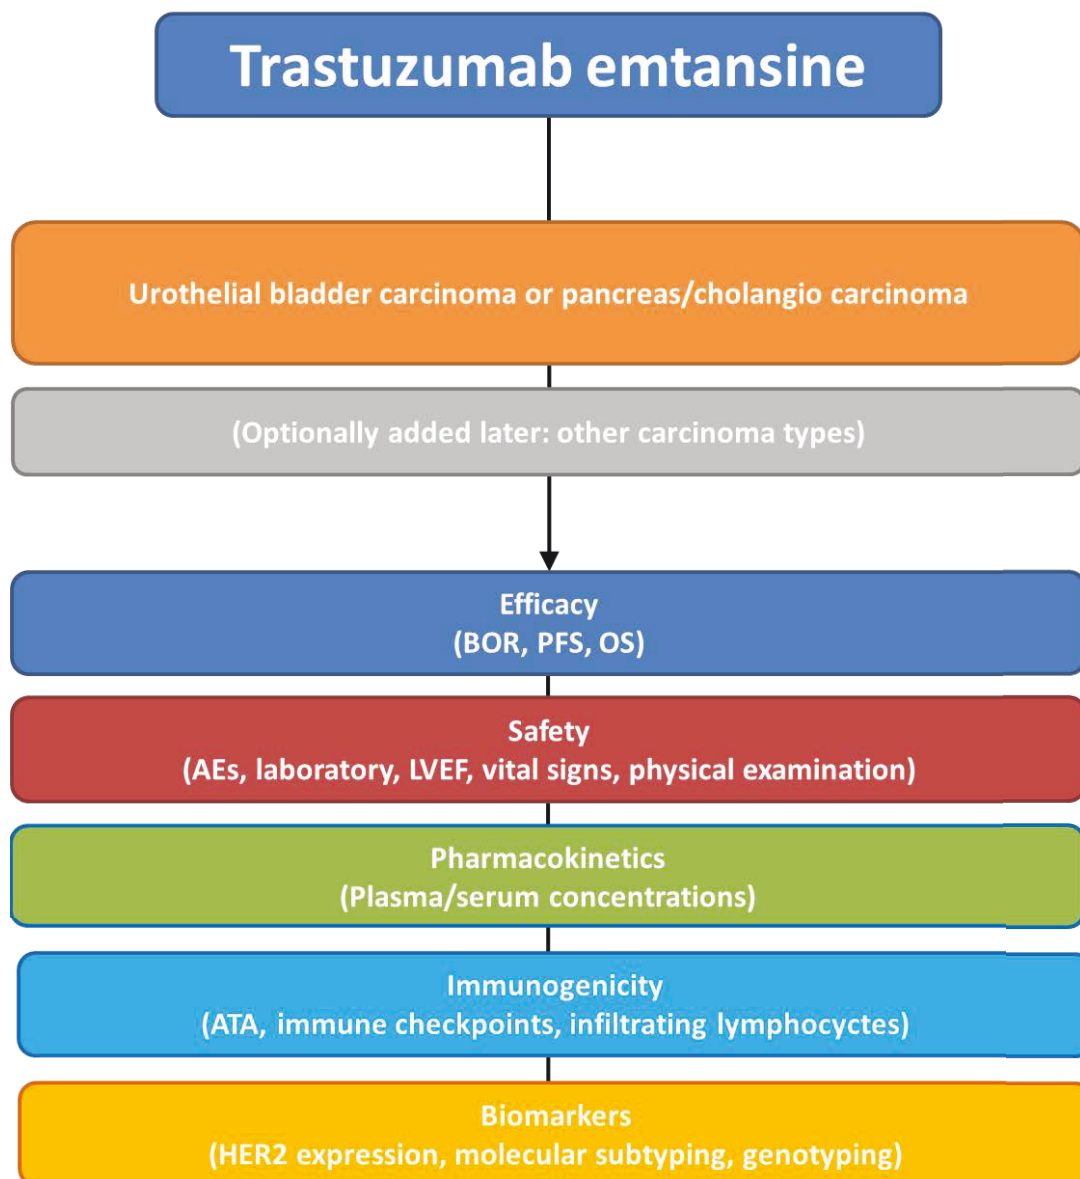 Trastuzumab emtansine
Urothelial bladder carcinoma or pancreas/cholangio carcinoma
(Optionally added later: other carcinoma types)
Efficacy
(BOR, PFS, OS)
Safety
(AEs, laboratory, LVEF, vital signs, physical examination)
Pharmacokinetics
(Plasma/serum concentrations)
Immunogenicity
(ATA, immune checkpoints, infiltrating lymphocyctes)
Biomarkers
(HER2 expression, molecular subtyping, genotyping)